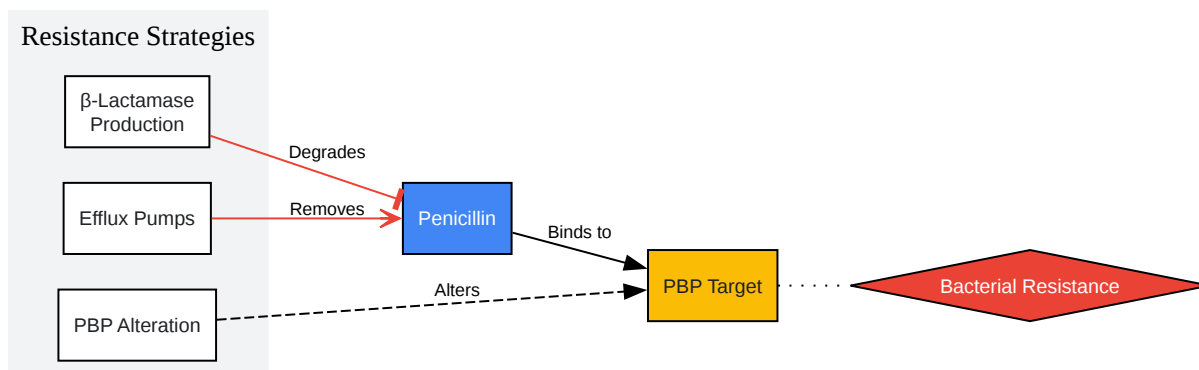 Resistance Strategies
β-Lactamase
Production
Degrades
Efflux Pumps
Removes
Penicillin
Binds to
PBP Target
Bacterial Resistance
Alters
PBP Alteration